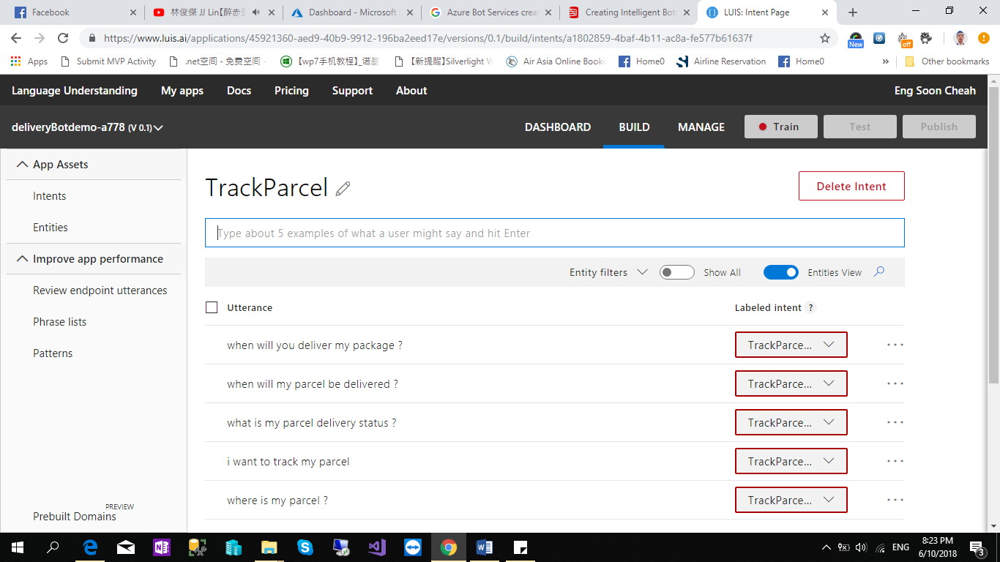 Facebook
林俊傑 JJ Lin【醉赤
Dashboard - Microsoft
Azure Bot Services crea
Creating Intelligent Bot
LUIS: Intent Page
https://www.luis.ai/applications/45921360-aed9-40b9-9912-196ba2eed17e/versions/0.1/build/intents/a1802859-4baf-4b11-ac8a-fe577b61637f
New
off
Apps
Submit MVP Activity
.net空间 - 免费空间 -
【wp7手机教程】_诺基
【新提醒】Silverlight W
Air Asia Online Booki
Home0
Airline Reservation
Home0
»
Other bookmarks
Language Understanding
My apps
Docs
Pricing
Support
About
Eng Soon Cheah
deliveryBotdemo-a778 (V 0.1)
DASHBOARD
BUILD
MANAGE
Train
Test
Publish
App Assets
Intents
Entities
Improve app performance
Review endpoint utterances
Phrase lists
Patterns
PREVIEW
Prebuilt Domains
TrackParcel
Delete Intent
Type about 5 examples of what a user might say and hit Enter
Entity filters
Show All
Entities View
Utterance
Labeled intent ?
when will you deliver my package ?
TrackParce...
when will my parcel be delivered ?
TrackParce...
what is my parcel delivery status ?
TrackParce...
i want to track my parcel
TrackParce...
where is my parcel ?
TrackParce...
ENG
8:23 PM
6/10/2018
3